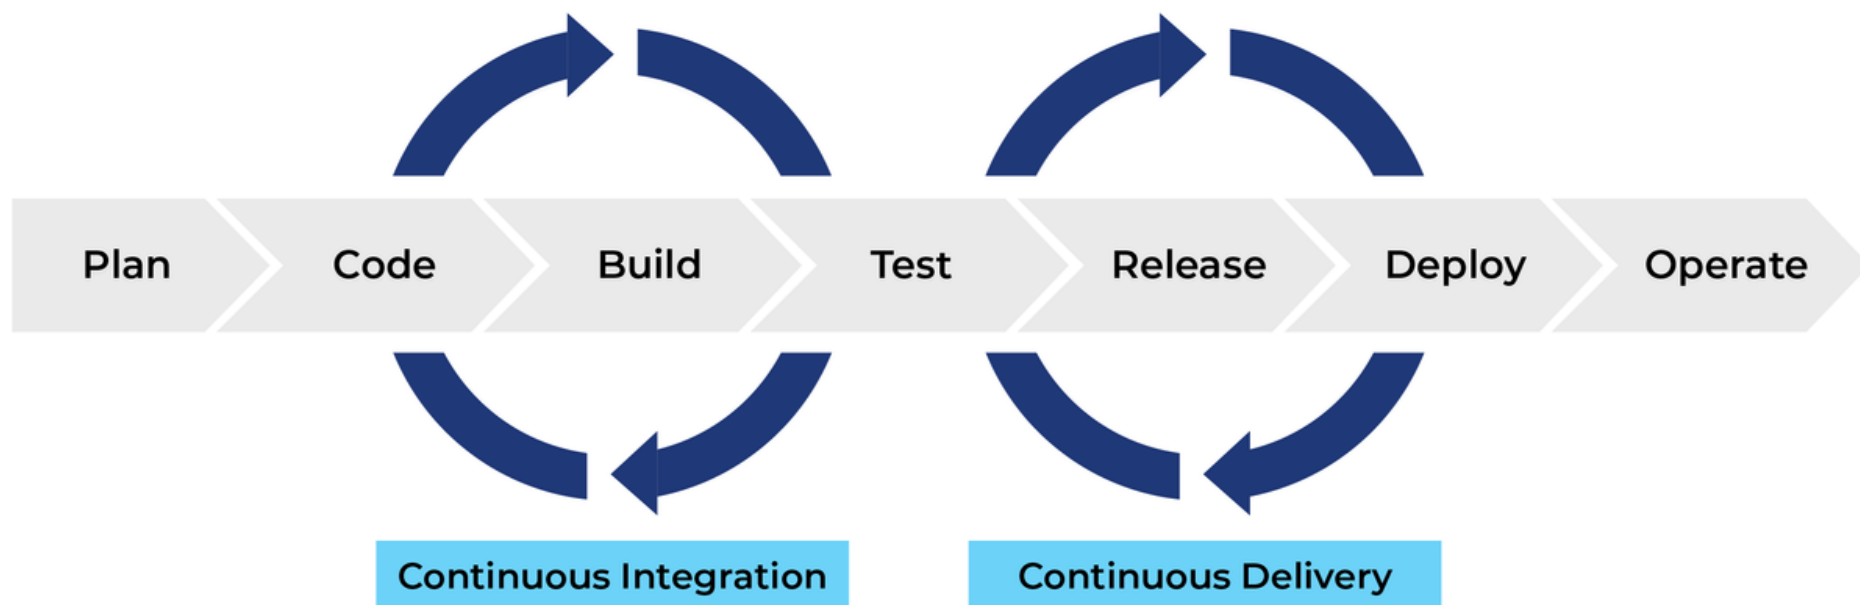 Plan Code Build Test Release Deploy Operate
Continuous Integration Continuous Delivery